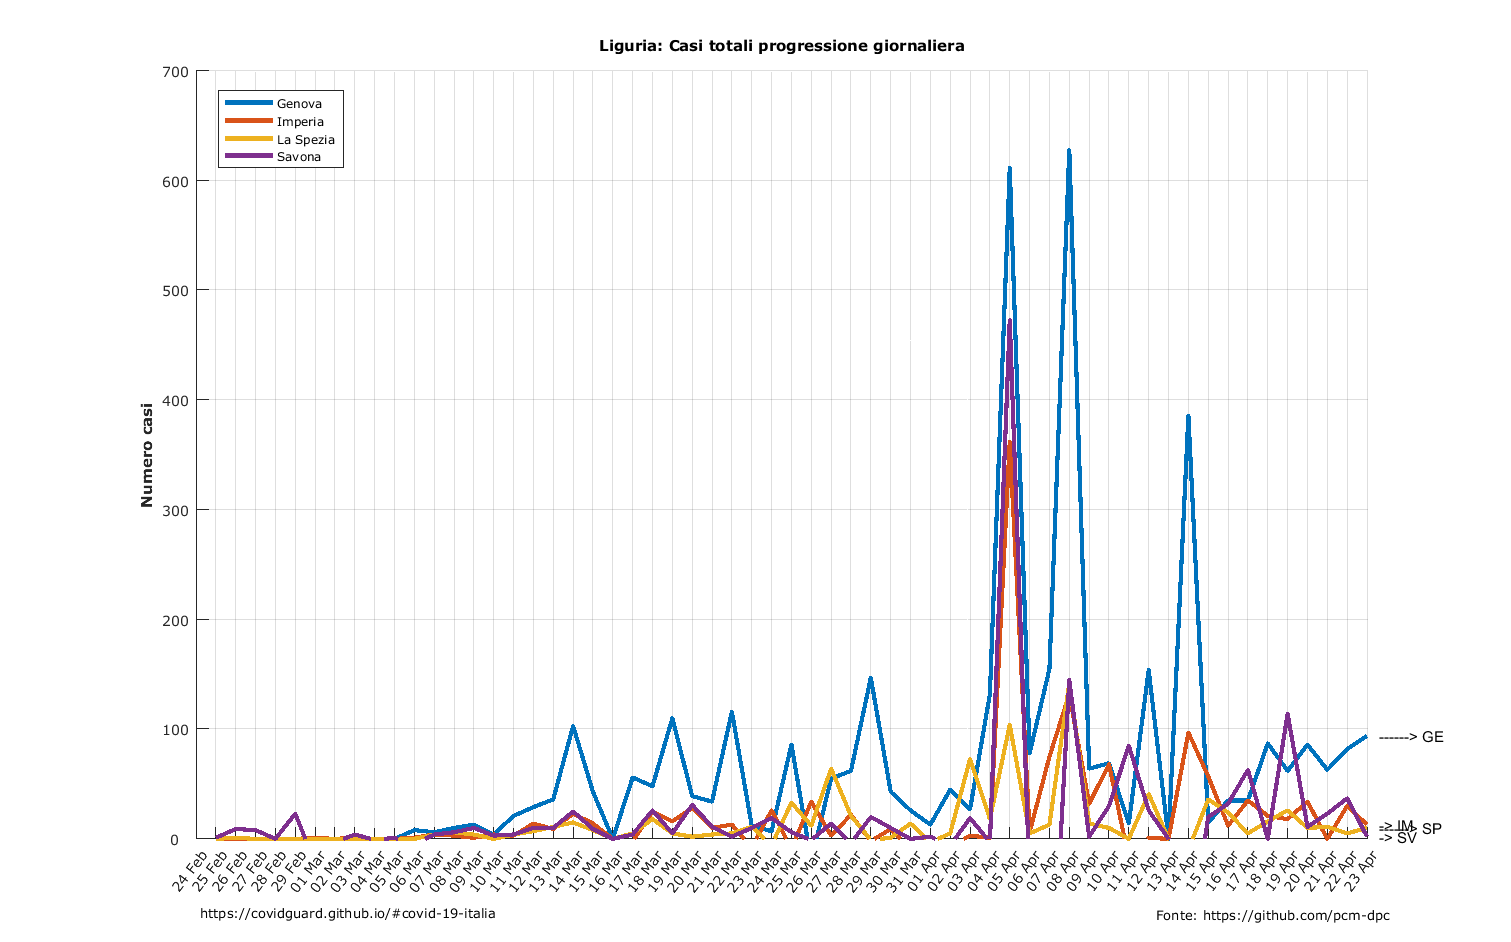 Liguria: Casi totali progressione giornaliera
700
600
500
400
300
200
100
0
Numero casi
Genova
Imperia
La Spezia
Savona
------> GE
-> IM
------> SP
-> SV
24 Feb
25 Feb
26 Feb
27 Feb
28 Feb
29 Feb
01 Mar
02 Mar
03 Mar
04 Mar
05 Mar
06 Mar
07 Mar
08 Mar
09 Mar
10 Mar
11 Mar
12 Mar
13 Mar
14 Mar
15 Mar
16 Mar
17 Mar
18 Mar
19 Mar
20 Mar
21 Mar
22 Mar
23 Mar
24 Mar
25 Mar
26 Mar
27 Mar
28 Mar
29 Mar
30 Mar
31 Mar
01 Apr
02 Apr
03 Apr
04 Apr
05 Apr
06 Apr
07 Apr
08 Apr
09 Apr
10 Apr
11 Apr
12 Apr
13 Apr
14 Apr
15 Apr
16 Apr
17 Apr
18 Apr
19 Apr
20 Apr
21 Apr
22 Apr
23 Apr
https://covidguard.github.io/#covid-19-italia
Fonte: https://github.com/pcm-dpc